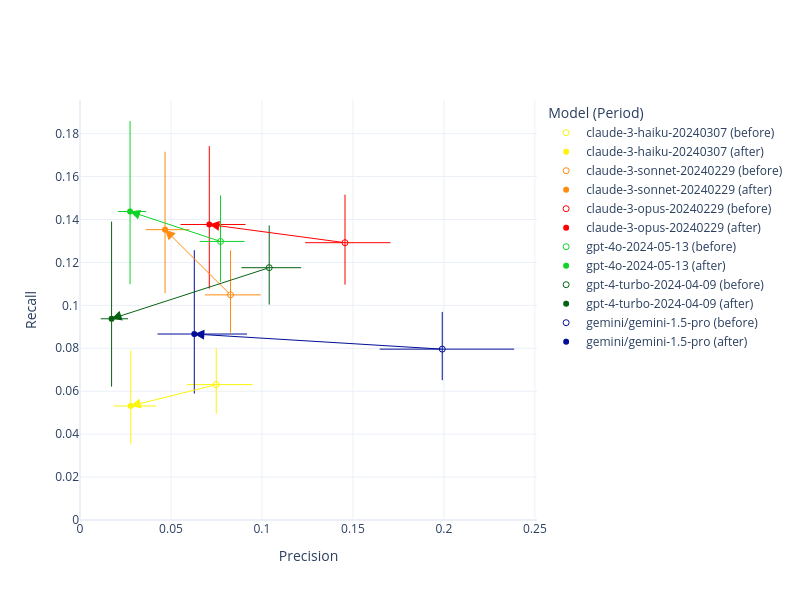 Model (Period)
claude-3-haiku-20240307 (before)
claude-3-haiku-20240307 (after)
claude-3-sonnet-20240229 (before)
claude-3-sonnet-20240229 (after)
claude-3-opus-20240229 (before)
claude-3-opus-20240229 (after)
gpt-4o-2024-05-13 (before)
gpt-4o-2024-05-13 (after)
gpt-4-turbo-2024-04-09 (before)
gpt-4-turbo-2024-04-09 (after)
gemini/gemini-1.5-pro (before)
gemini/gemini-1.5-pro (after)
Recall
0.18
0.16
0.14
0.12
0.1
0.08
0.06
0.04
0.02
0
0 0.05 0.1 0.15 0.2 0.25
Precision